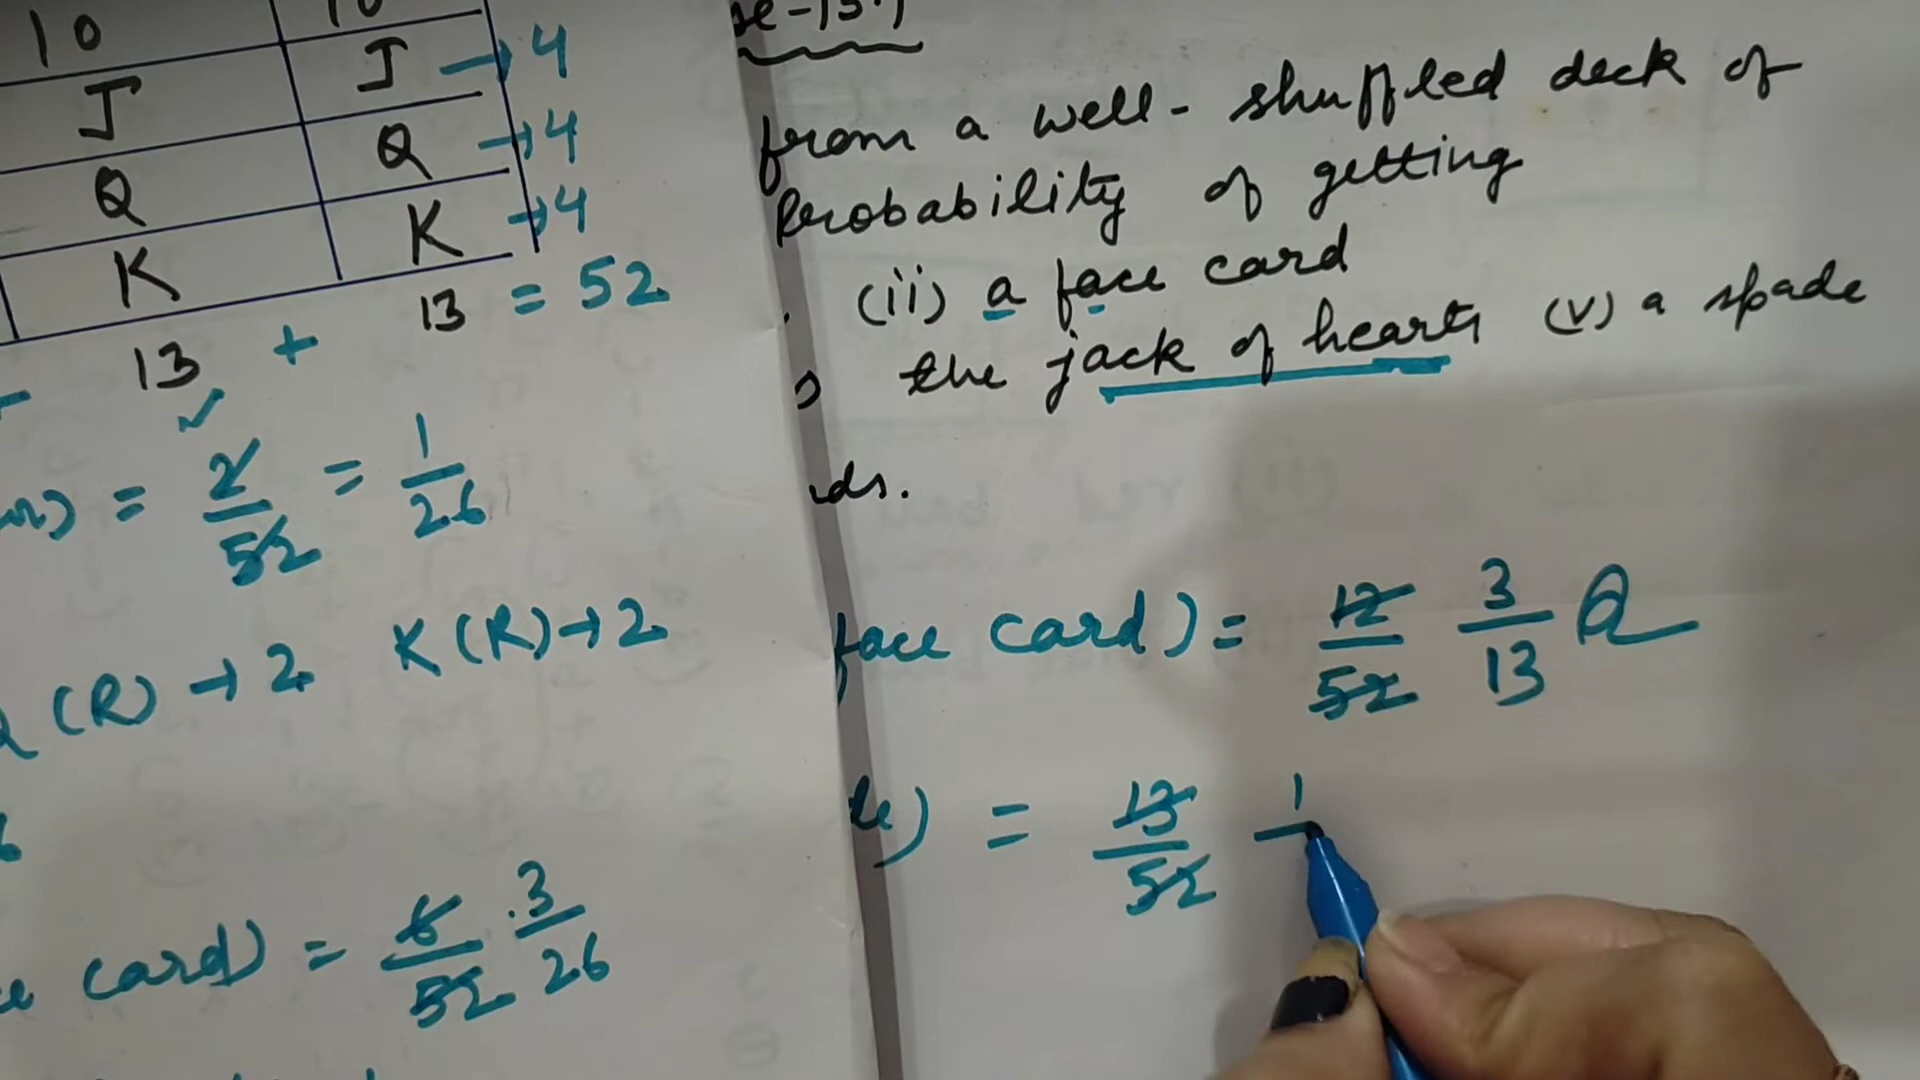 10 10
J J → 4
Q Q → 4
K K → 4
13 + 13 = 52
= 2/52 = 1/26
(R) → 2 K (R) → 2
card) = 6/52 3/26
from a well-shuffled deck of
Probability of getting
(ii) a face card
the jack of hearts (v) a spade
face card) = 12/52 3/13
= 13/52 1